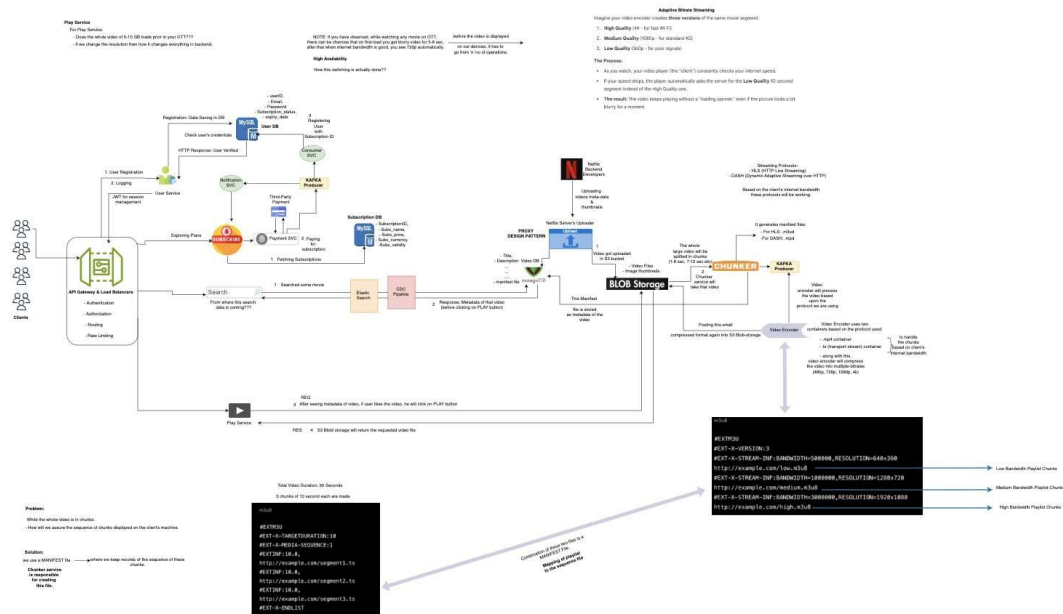 Play Service
For Play Service:
- Does the whole video of 5-10 GB loads prior in your OTT???
- If we change the resolution then how it changes everything in backend.
NOTE: If you have observed, while watching any movie on OTT,
there can be chances that on first-load you get blurry video for 5-6 sec,
after that when internet bandwidth is good, you see 720p automatically.
before the video is displayed
on our devices, it has to
go from 'n' no of operations.
High Availability
How this switching is actually done??
Adaptive Bitrate Streaming
Imagine your video encoder creates three versions of the same movie segment:
1. High Quality (4K - for fast Wi-Fi)
2. Medium Quality (1080p - for standard 4G)
3. Low Quality (360p - for poor signals)
The Process:
• As you watch, your video player (the "client") constantly checks your internet speed.
• If your speed drops, the player automatically asks the server for the Low Quality 10-second
segment instead of the High Quality one.
• The result: The video keeps playing without a "loading spinner," even if the picture looks a bit
blurry for a moment.
Registration: Data Saving in DB
Check user's credentials
HTTP Response: User Verified
MySQL
User DB
- userID,
- Email,
- Password
- Subscription_status,
- expiry_date
3
Registering
User
with
Subscription ID
Consumer
SVC
1. User Registration
2. Logging
JWT for session
management
User Service
Notification
SVC
KAFKA
Producer
Third-Party
Payment
Exploring Plans
SUBSCRIBE
Payment SVC
2 Paying
for
subscription
1 Fetching Subscriptions
Subscription DB
MySQL
- SubscriptionID,
- Subs_name,
- Subs_price,
- Subs_currency,
- Subs_validity
Clients
API Gateway & Load Balancers
- Authentication
- Authorization
- Routing
- Rate Limiting
Search
From where this search
data is coming???
1 Searched some movie
Elastic
Search
CDC
Pipeline
2 Response: Metadata of that video
(before clicking on PLAY button)
Netflix
Backend
Developers
Uploading
videos meta-data
&
thumbnails
Netflix Server's Uploader
PROXY
DESIGN PATTERN
Upload
1
Video got uploaded
in S3 bucket
- Title,
- Description
...
- manifest file
Video DB
mongoDB
- Video Files
- Image thumbnails
BLOB Storage
This Manifest
file is stored
as metadata of the
video
The whole
large video will be
splitted in chunks
(1-6 sec, 7-12 sec etc)
2
Chunker
service will
take that video
CHUNKER
KAFKA
Producer
It generates manifest files:
- For HLS: .m3u8
- For DASH: .mpd
Streaming Protocols:
- HLS (HTTP Live Streaming)
- DASH (Dynamic Adaptive Streaming over HTTP)
Based on the client's internet bandwidth
these protocols will be working.
Video
encoder will process
the video based
upon the
protocol we are using
Posting this small
compressed format again into S3-Blob-storage
Video Encoder
Video Encoder uses two
containers based on the protocol used:
- .mp4 container
- .ts (transport stream) container
- along with this,
video encoder will compress
the video into multiple-bitrates
(480p, 720p, 1080p, 4k)
to handle
the chunks
based on client's
internet bandwidth
REQ
3 After seeing metadata of video, if user likes the video, he will click on PLAY button
Play Service
RES 4 S3 Blob storage will return the requested video file
m3u8
#EXTM3U
#EXT-X-VERSION:3
#EXT-X-STREAM-INF:BANDWIDTH=500000,RESOLUTION=640x360
http://example.com/low.m3u8
#EXT-X-STREAM-INF:BANDWIDTH=1000000,RESOLUTION=1280x720
http://example.com/medium.m3u8
#EXT-X-STREAM-INF:BANDWIDTH=3000000,RESOLUTION=1920x1080
http://example.com/high.m3u8
Low Bandwidth Playlist Chunks
Medium Bandwidth Playlist Chunks
High Bandwidth Playlist Chunks
Problem:
While the whole video is in chunks:
- How will we assure the sequence of chunks displayed on the client's machine.
Solution:
we use a MANIFEST file
where we keep records of the sequence of these
chunks.
Chunker service
is responsible
for creating
this file.
Total Video Duration: 30 Seconds
3 chunks of 10 second each are made
m3u8
#EXTM3U
#EXT-X-TARGETDURATION:10
#EXT-X-MEDIA-SEQUENCE:1
#EXTINF:10.0,
http://example.com/segment1.ts
#EXTINF:10.0,
http://example.com/segment2.ts
#EXTINF:10.0,
http://example.com/segment3.ts
#EXT-X-ENDLIST
Combination of these two files is a
MANIFEST File.
Mapping of playlist
to the sequence file